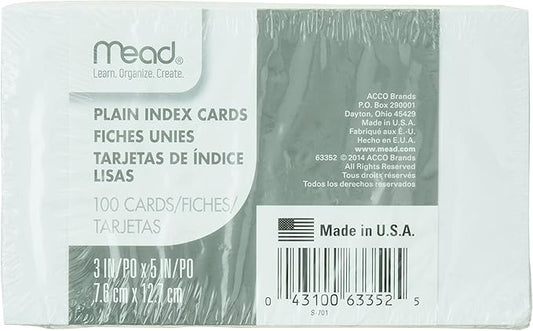 Mead®
Learn. Organize. Create.
PLAIN INDEX CARDS
FICHES UNIES
TARJETAS DE ÍNDICE
LISAS
100 CARDS/FICHES/
TARJETAS
3 IN/PO x 5 IN/PO
7.6 cm x 12.7 cm
ACCO Brands
P.O. Box 290001
Dayton, Ohio 45429
Made in U.S.A.
Fabriqué aux É.-U.
Hecho en E.U.A.
www.mead.com
63352 © 2014 ACCO Brands
All Rights Reserved
Tous droits réservés
Todos los derechos reservados
Made in U.S.A.
0 43100 63352 5
S 701